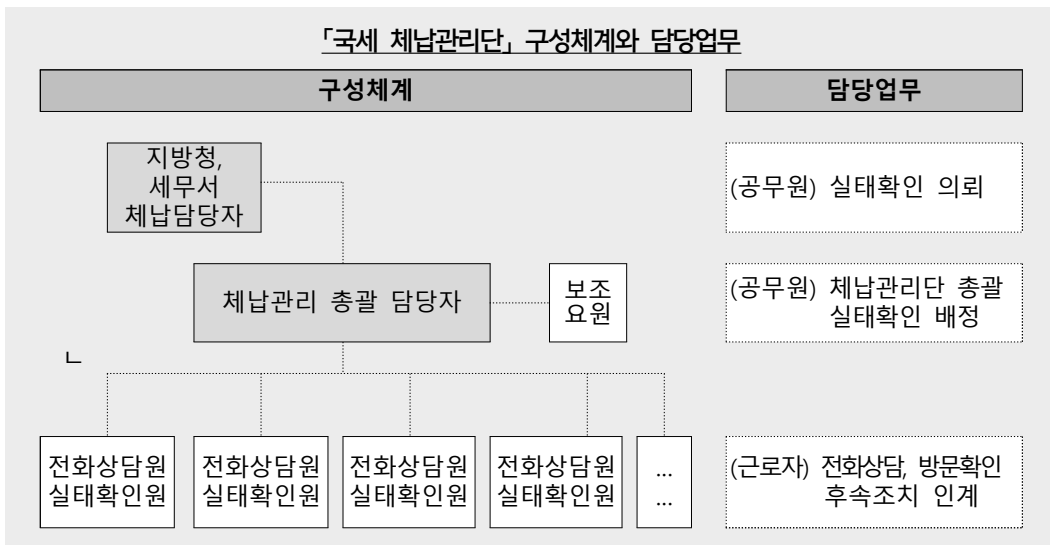 「국세 체납관리단」 구성체계와 담당업무
구성체계
담당업무
지방청,
세무서
체납담당자
(공무원) 실태확인 의뢰
체납관리 총괄 담당자
보조
요원
(공무원) 체납관리단 총괄
실태확인 배정
ㄴ
전화상담원
실태확인원
전화상담원
실태확인원
전화상담원
실태확인원
전화상담원
실태확인원
...
...
(근로자) 전화상담, 방문확인
후속조치 인계